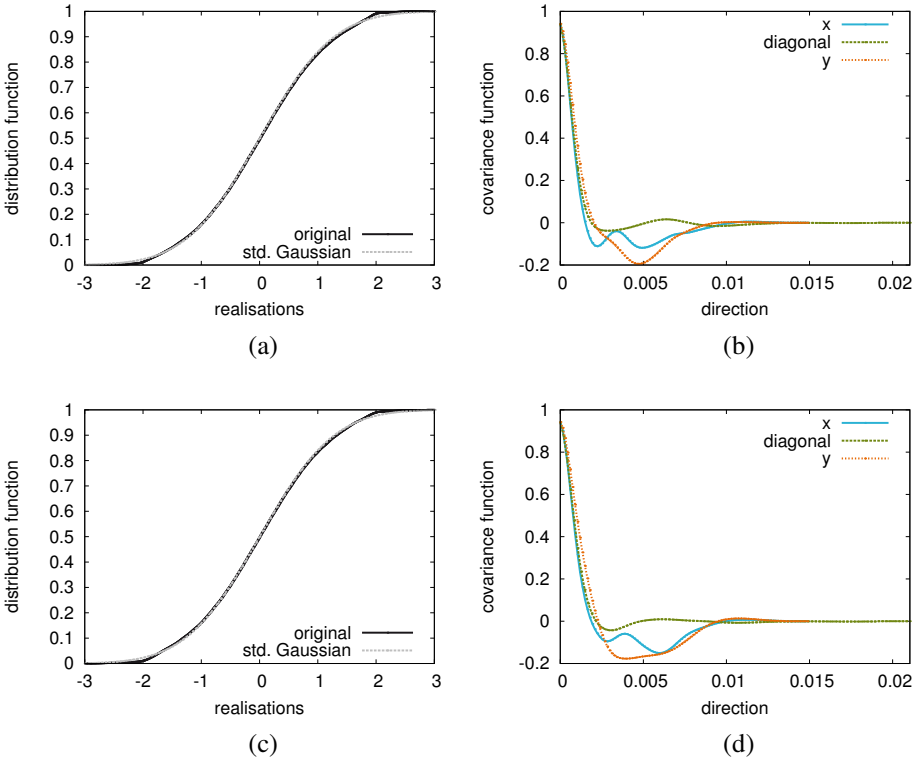 1
0.9
0.8
0.7
0.6
0.5
0.4
0.3
0.2
0.1
0
distribution function
original
std. Gaussian
-3 -2 -1 0 1 2 3
realisations
(a)
1
0.8
0.6
0.4
0.2
0
-0.2
covariance function
x
diagonal
y
0 0.005 0.01 0.015 0.02
direction
(b)
1
0.9
0.8
0.7
0.6
0.5
0.4
0.3
0.2
0.1
0
distribution function
original
std. Gaussian
-3 -2 -1 0 1 2 3
realisations
(c)
1
0.8
0.6
0.4
0.2
0
-0.2
covariance function
x
diagonal
y
0 0.005 0.01 0.015 0.02
direction
(d)